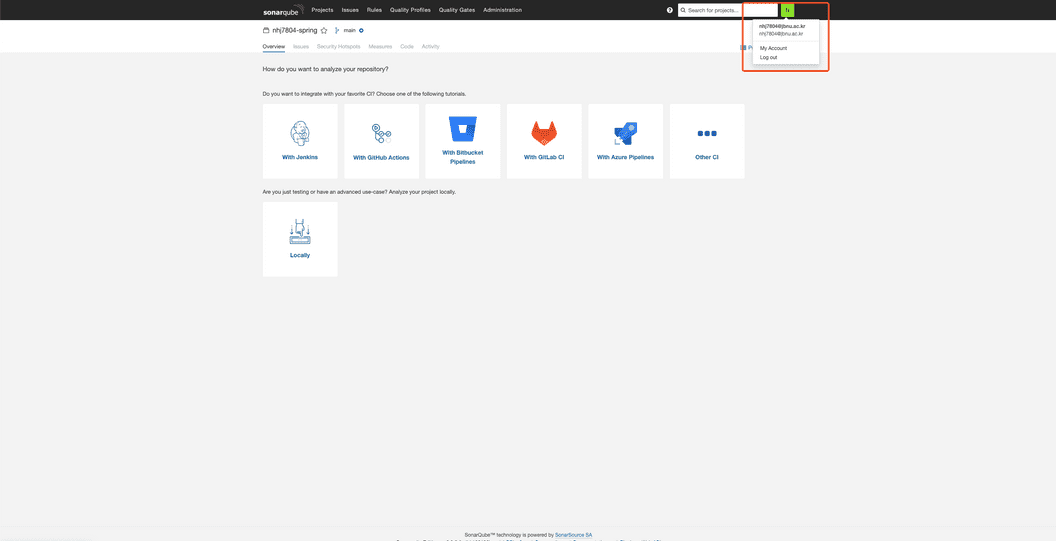 sonarqube Projects Issues Rules Quality Profiles Quality Gates Administration Search for projects...
nhj7804@jbnu.ac.kr
nhj7804@jbnu.ac.kr
My Account
Log out
nhj7804-spring main
Overview Issues Security Hotspots Measures Code Activity
How do you want to analyze your repository?
Do you want to integrate with your favorite CI? Choose one of the following tutorials.
With Jenkins
With GitHub Actions
With Bitbucket
Pipelines
With GitLab CI
With Azure Pipelines
Other CI
Are you just testing or have an advanced use-case? Analyze your project locally.
Locally
SonarQube™ technology is powered by SonarSource SA